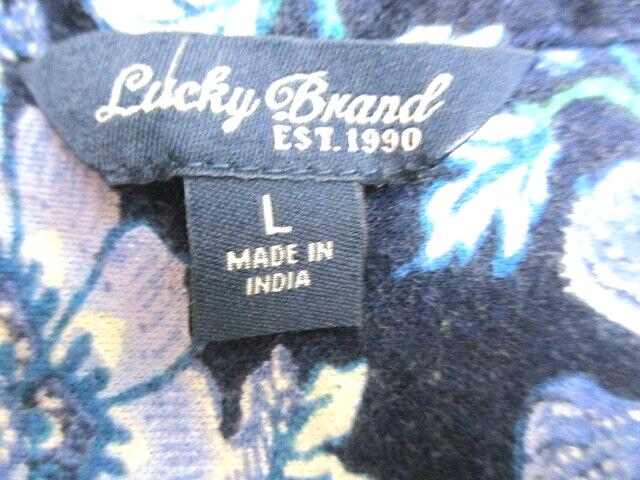 Lucky Brand
EST. 1990
L
MADE IN
INDIA